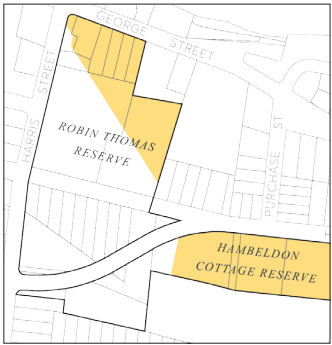 GEORGE STREET
HARRIS STREET
PURCHASE ST
ROBIN THOMAS
RESERVE
HAMBELDON
COTTAGE RESERVE